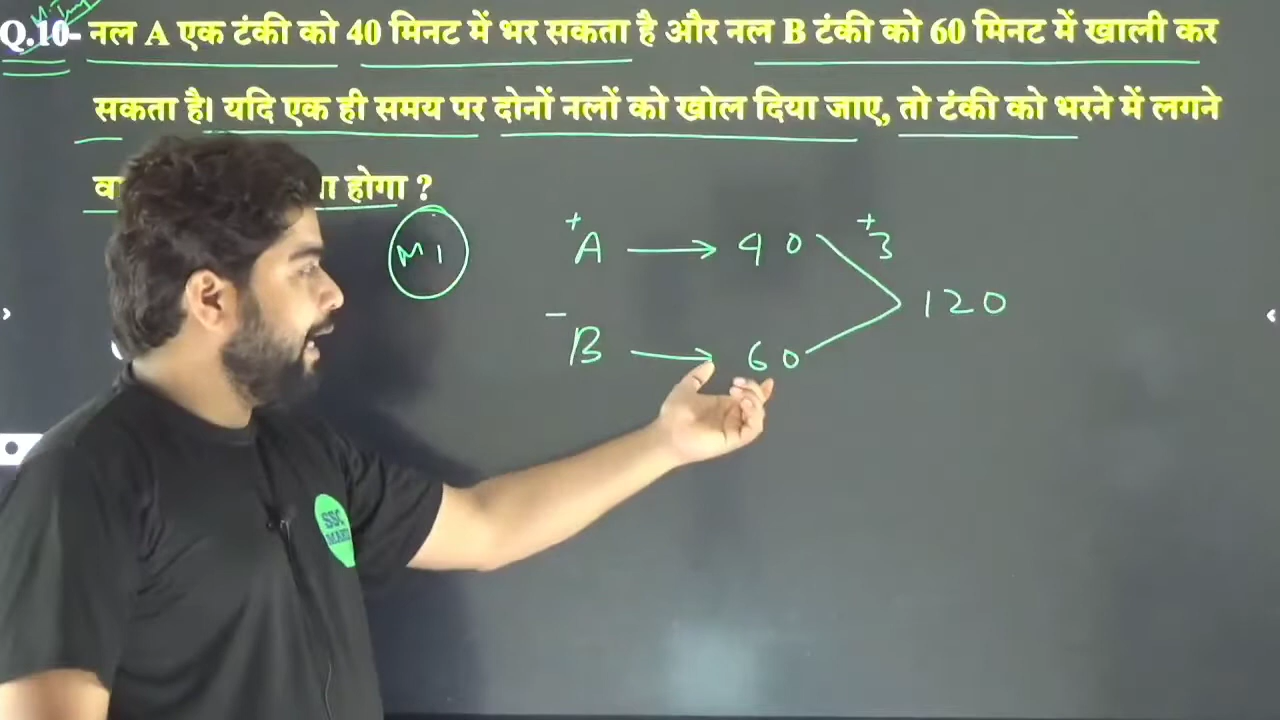 Q.10- नल A एक टंकी को 40 मिनट में भर सकता है और नल B टंकी को 60 मिनट में खाली कर
सकता है। यदि एक ही समय पर दोनों नलों को खोल दिया जाए, तो टंकी को भरने में लगने
होगा ?
M1
+
A → 40
+3
120
-
B → 60
SSC